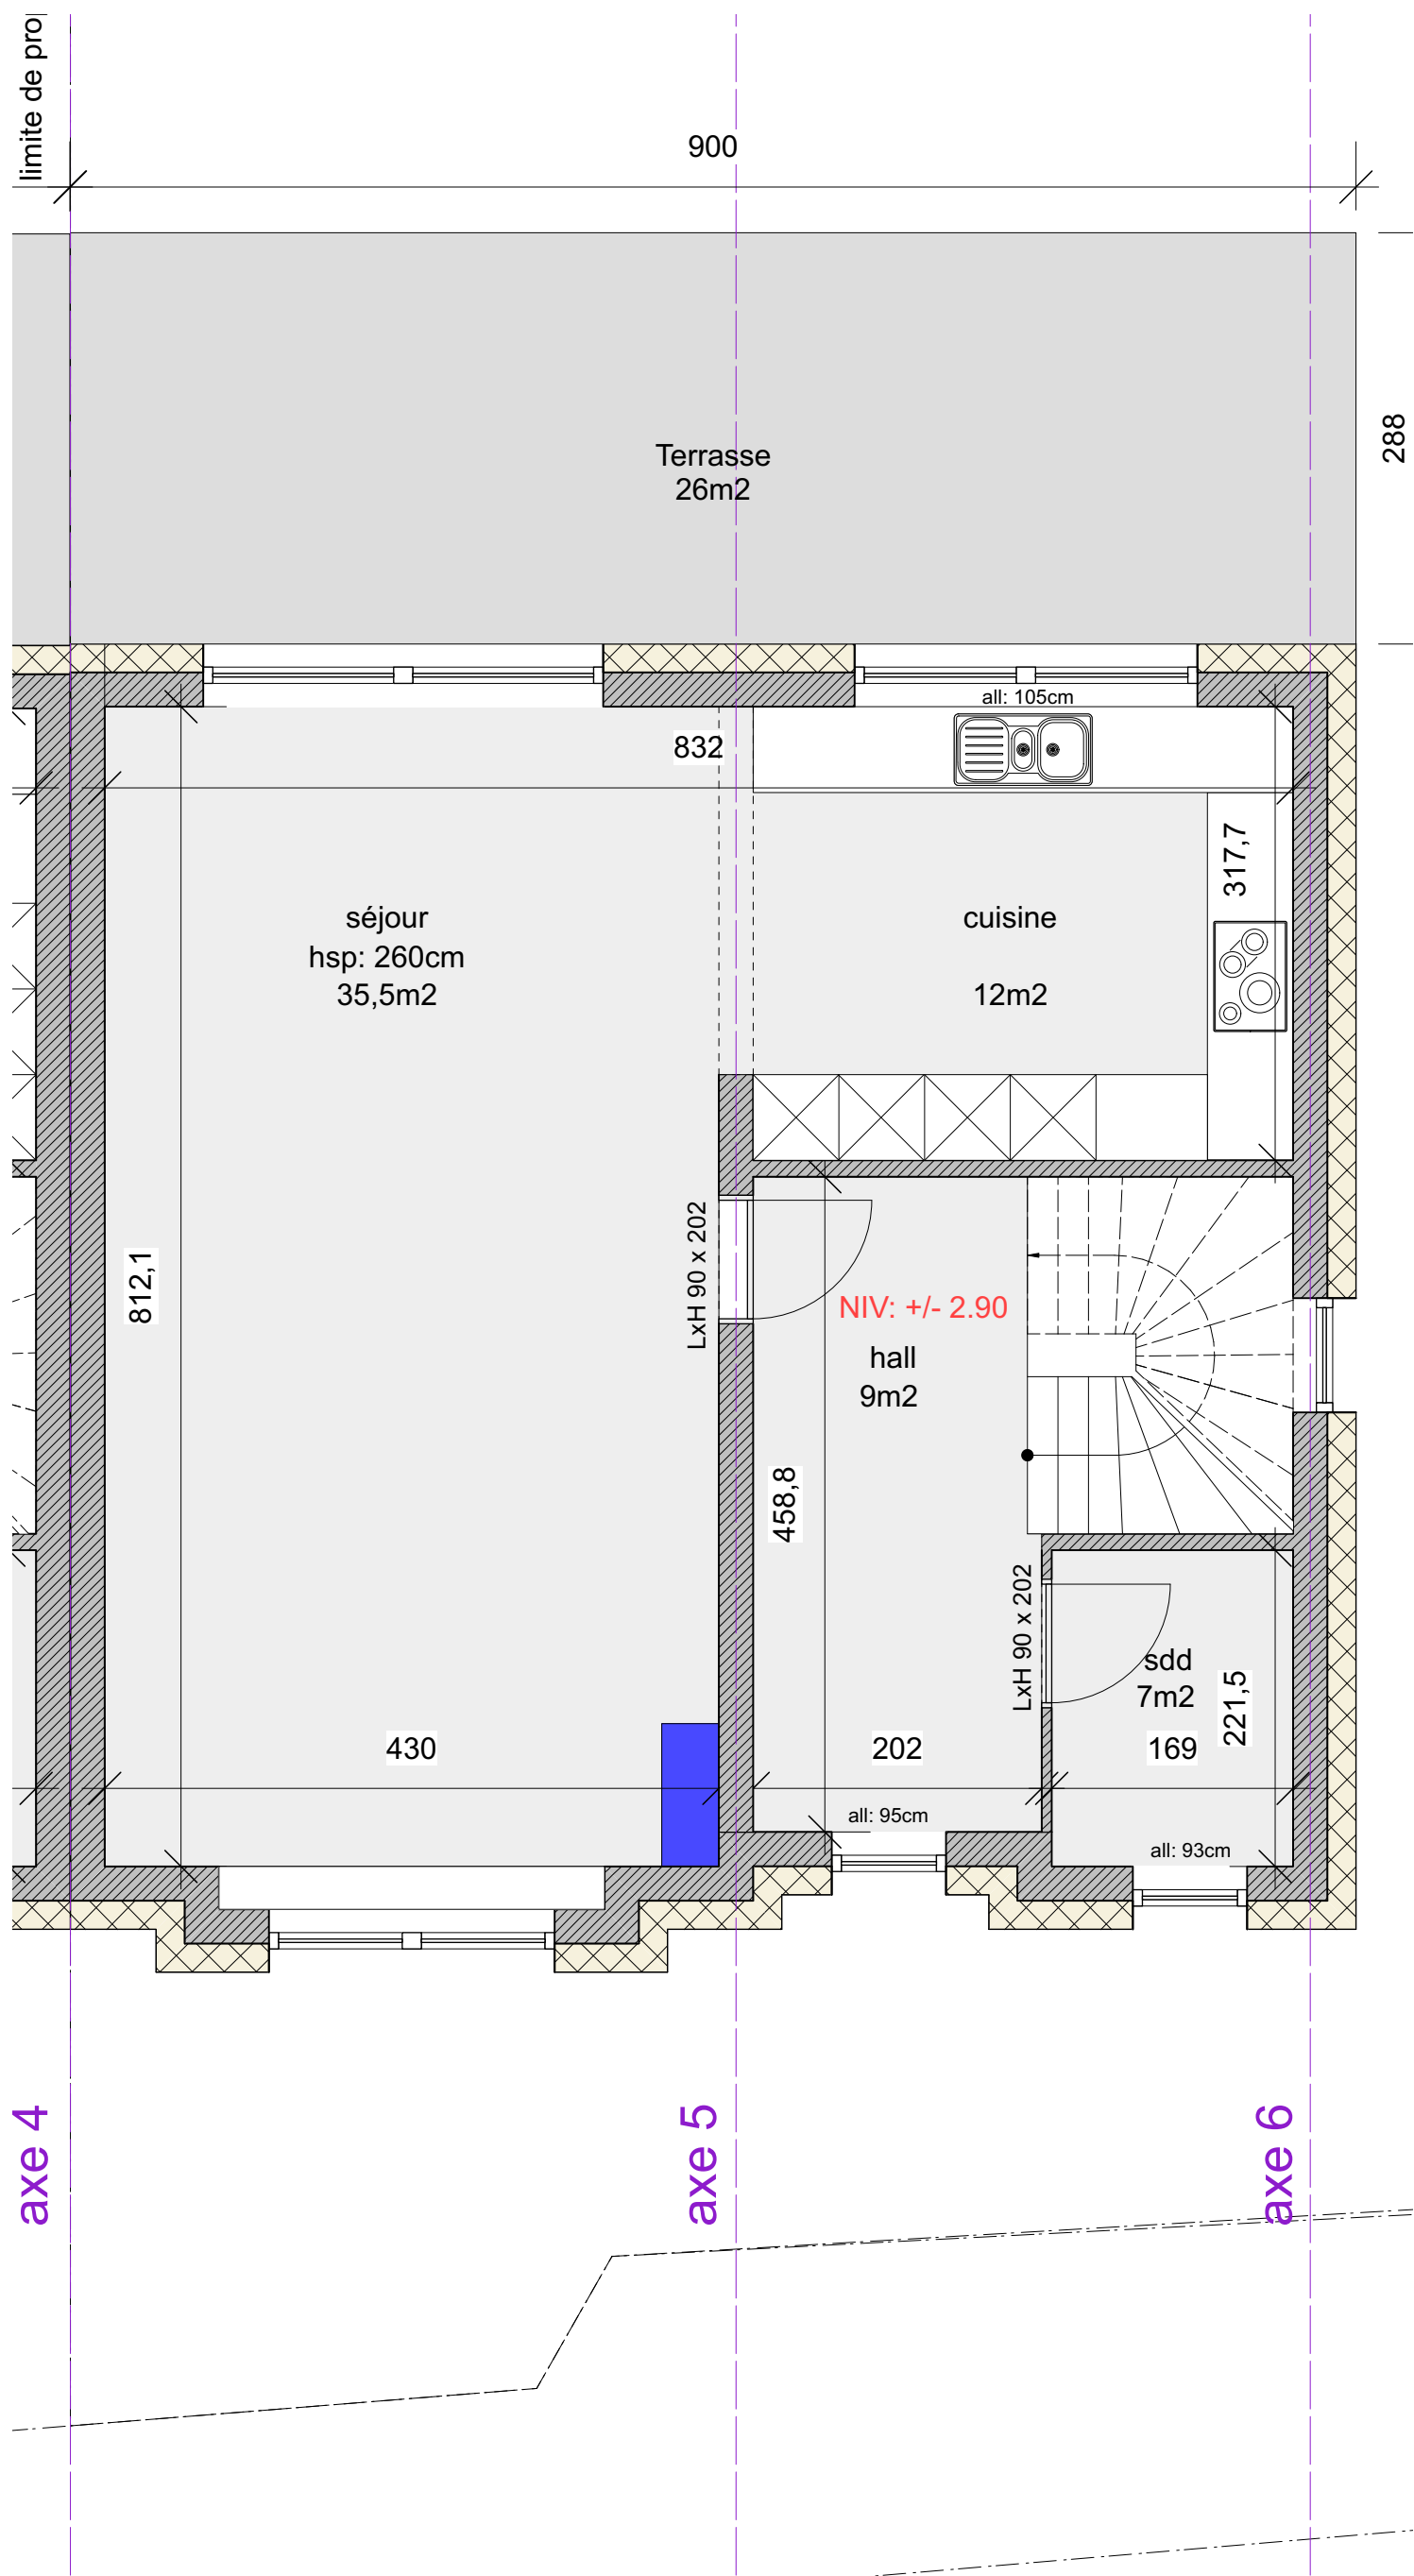 limite de pro
900
288
Terrasse
26m2
all: 105cm
832
317,7
séjour
hsp: 260cm
35,5m2
cuisine
12m2
812,1
LxH 90 x 202
NIV: +/- 2.90
hall
9m2
458,8
LxH 90 x 202
sdd
7m2
221,5
430
202
169
all: 95cm
all: 93cm
axe 4
axe 5
axe 6